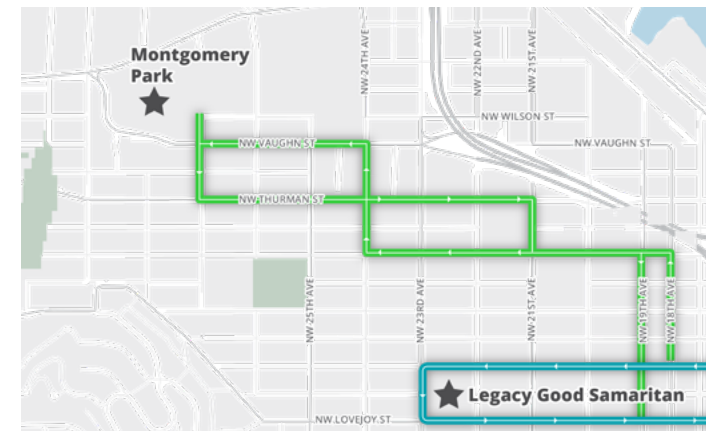 Montgomery
Park
NW 24TH AVE
NW 22ND AVE
NW 21ST AVE
NW WILSON ST
NW VAUGHN ST
NW VAUGHN ST
NW THURMAN ST
NW 25TH AVE
NW 23RD AVE
NW 21ST AVE
NW 19TH AVE
NW 18TH AVE
Legacy Good Samaritan
NW LOVEJOY ST